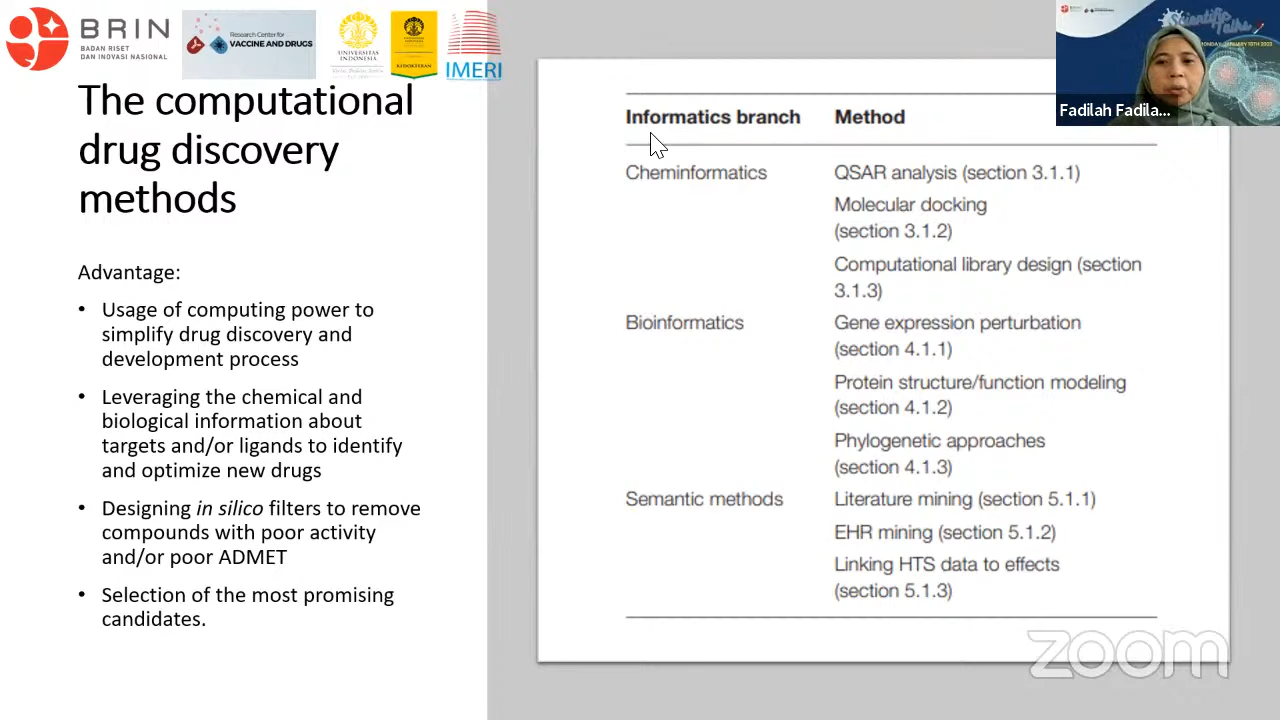 BRIN
BADAN RISET
DAN INOVASI NASIONAL
Research Center for
VACCINE AND DRUGS
UNIVERSITAS
INDONESIA
KEDOKTERAN
IMERI
The computational
drug discovery
methods
Advantage:
• Usage of computing power to
simplify drug discovery and
development process
• Leveraging the chemical and
biological information about
targets and/or ligands to identify
and optimize new drugs
• Designing in silico filters to remove
compounds with poor activity
and/or poor ADMET
• Selection of the most promising
candidates.
Informatics branch Method
Cheminformatics QSAR analysis (section 3.1.1)
Molecular docking
(section 3.1.2)
Computational library design (section
3.1.3)
Bioinformatics Gene expression perturbation
(section 4.1.1)
Protein structure/function modeling
(section 4.1.2)
Phylogenetic approaches
(section 4.1.3)
Semantic methods Literature mining (section 5.1.1)
EHR mining (section 5.1.2)
Linking HTS data to effects
(section 5.1.3)
Scientific
Talks
Fadilah Fadila...
zoom